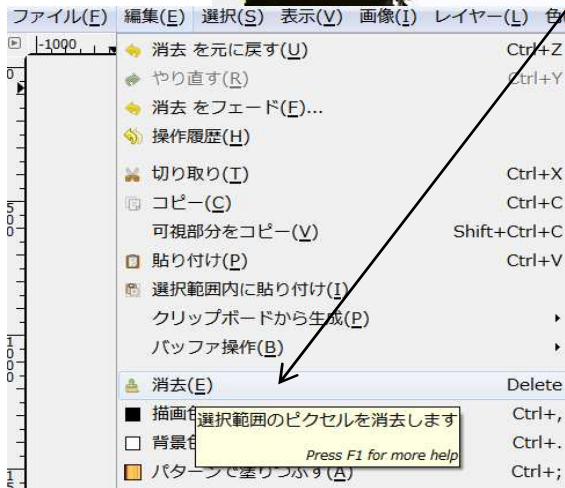 ファイル(F) 編集(E) 選択(S) 表示(V) 画像(I) レイヤー(L) 色
-1000
消去 を元に戻す(U) Ctrl+Z
やり直す(R) Ctrl+Y
消去 をフェード(F)...
操作履歴(H)
切り取り(T) Ctrl+X
コピー(C) Ctrl+C
可視部分をコピー(V) Shift+Ctrl+C
貼り付け(P) Ctrl+V
選択範囲内に貼り付け(I)
クリップボードから生成(P)
バッファ操作(B)
消去(E) Delete
描画色 Ctrl+,
選択範囲のピクセルを消去します
背景色 Ctrl+.
Press F1 for more help
パターンで塗りつぶす(A) Ctrl+;
0
500
1000